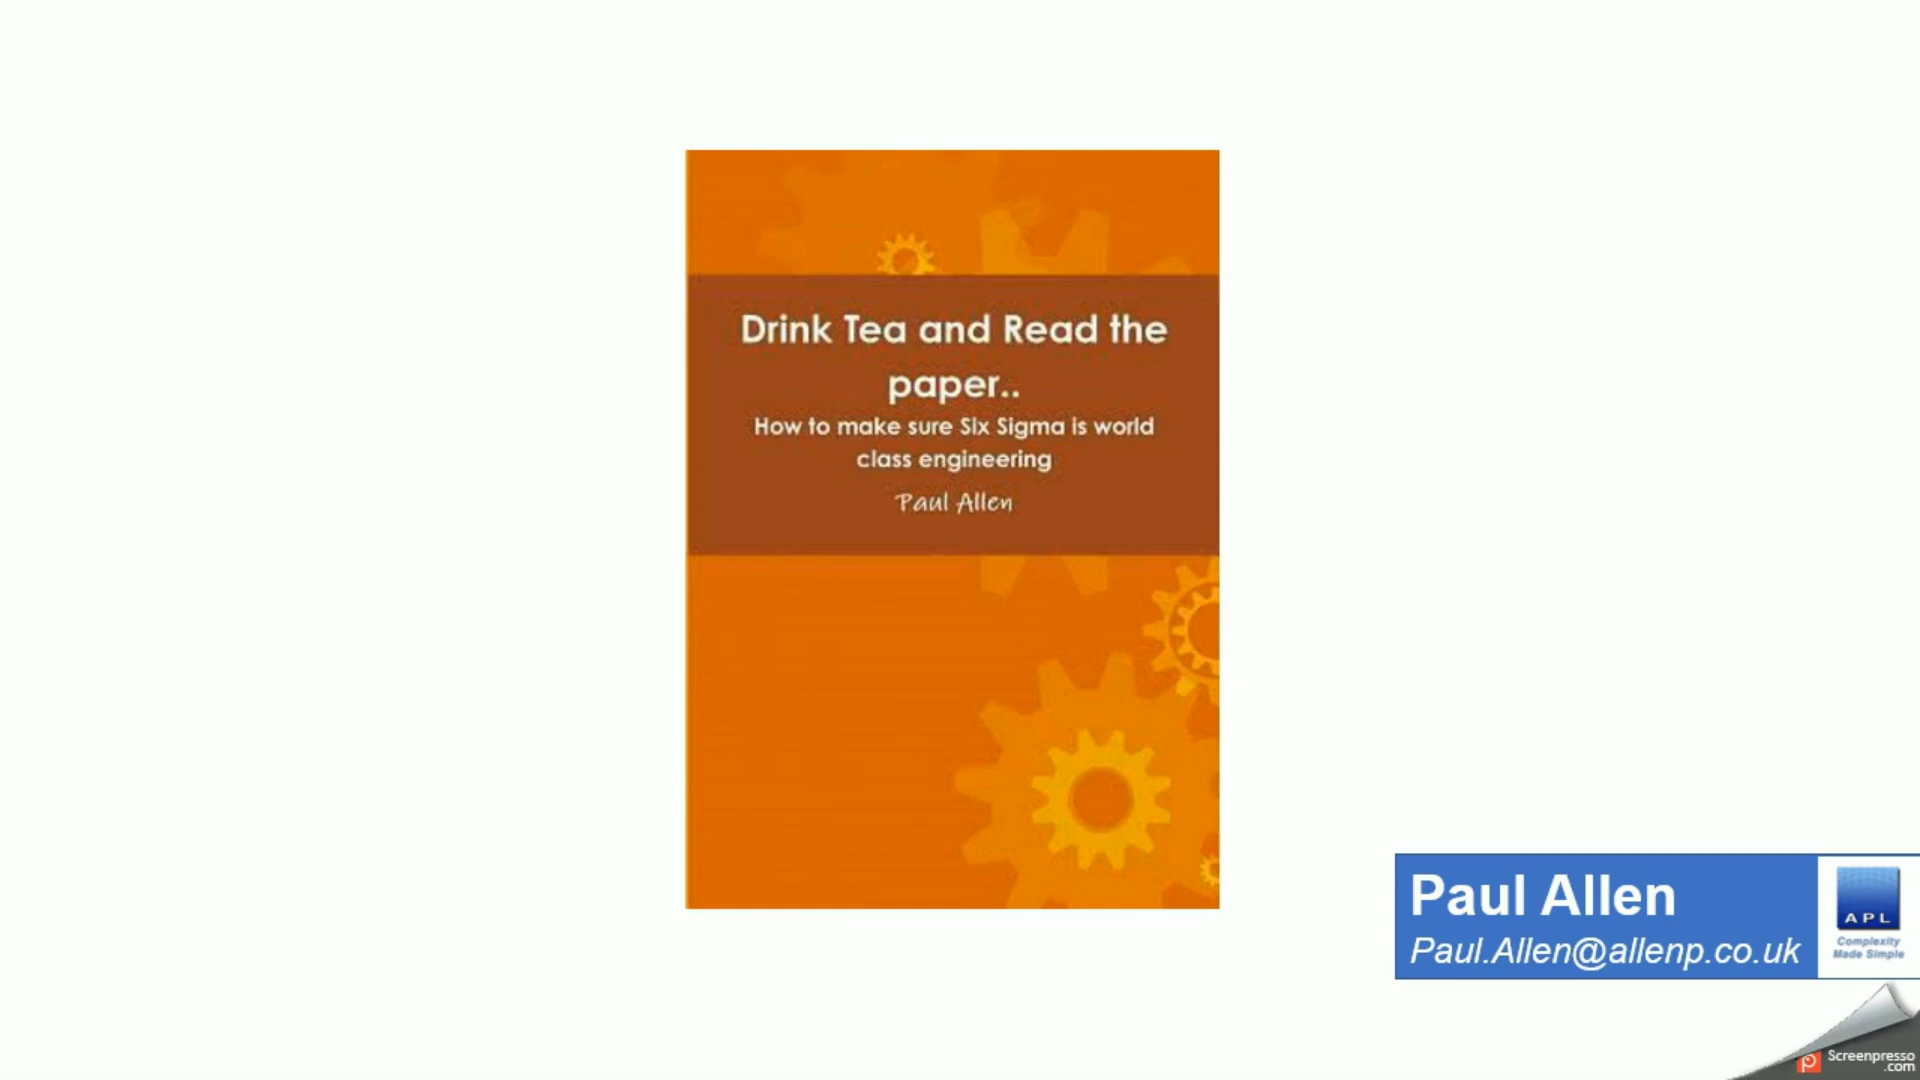 Drink Tea and Read the
paper..
How to make sure Six Sigma is world
class engineering
Paul Allen
Paul Allen
Paul.Allen@allenp.co.uk
APL
Complexity
Made Simple
Screenpresso
.com